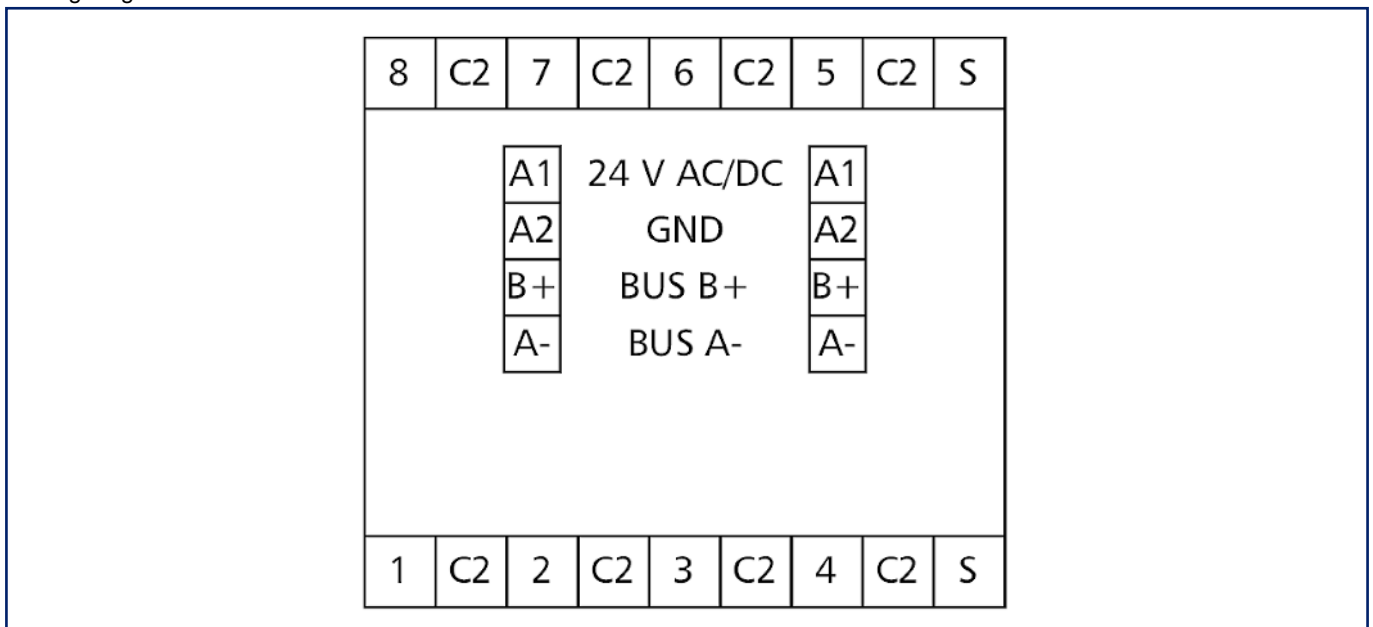 8 C2 7 C2 6 C2 5 C2 S
A1 24 V AC/DC A1
A2 GND A2
B+ BUS B+ B+
A- BUS A- A-
1 C2 2 C2 3 C2 4 C2 S